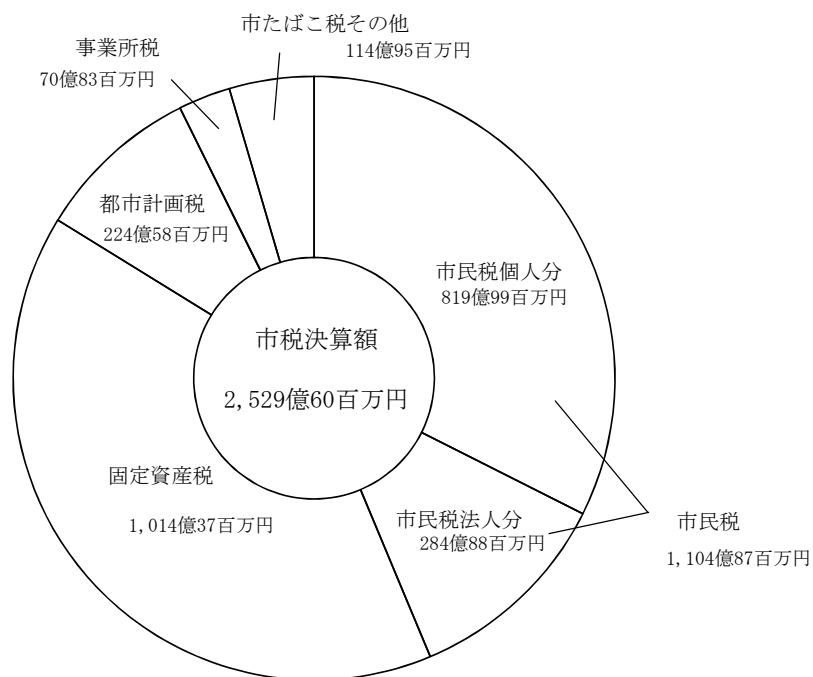 市たばこ税その他
114億95百万円
事業所税
70億83百万円
都市計画税
224億58百万円
市民税個人分
819億99百万円
市税決算額
2,529億60百万円
固定資産税
1,014億37百万円
市民税法人分
284億88百万円
市民税
1,104億87百万円